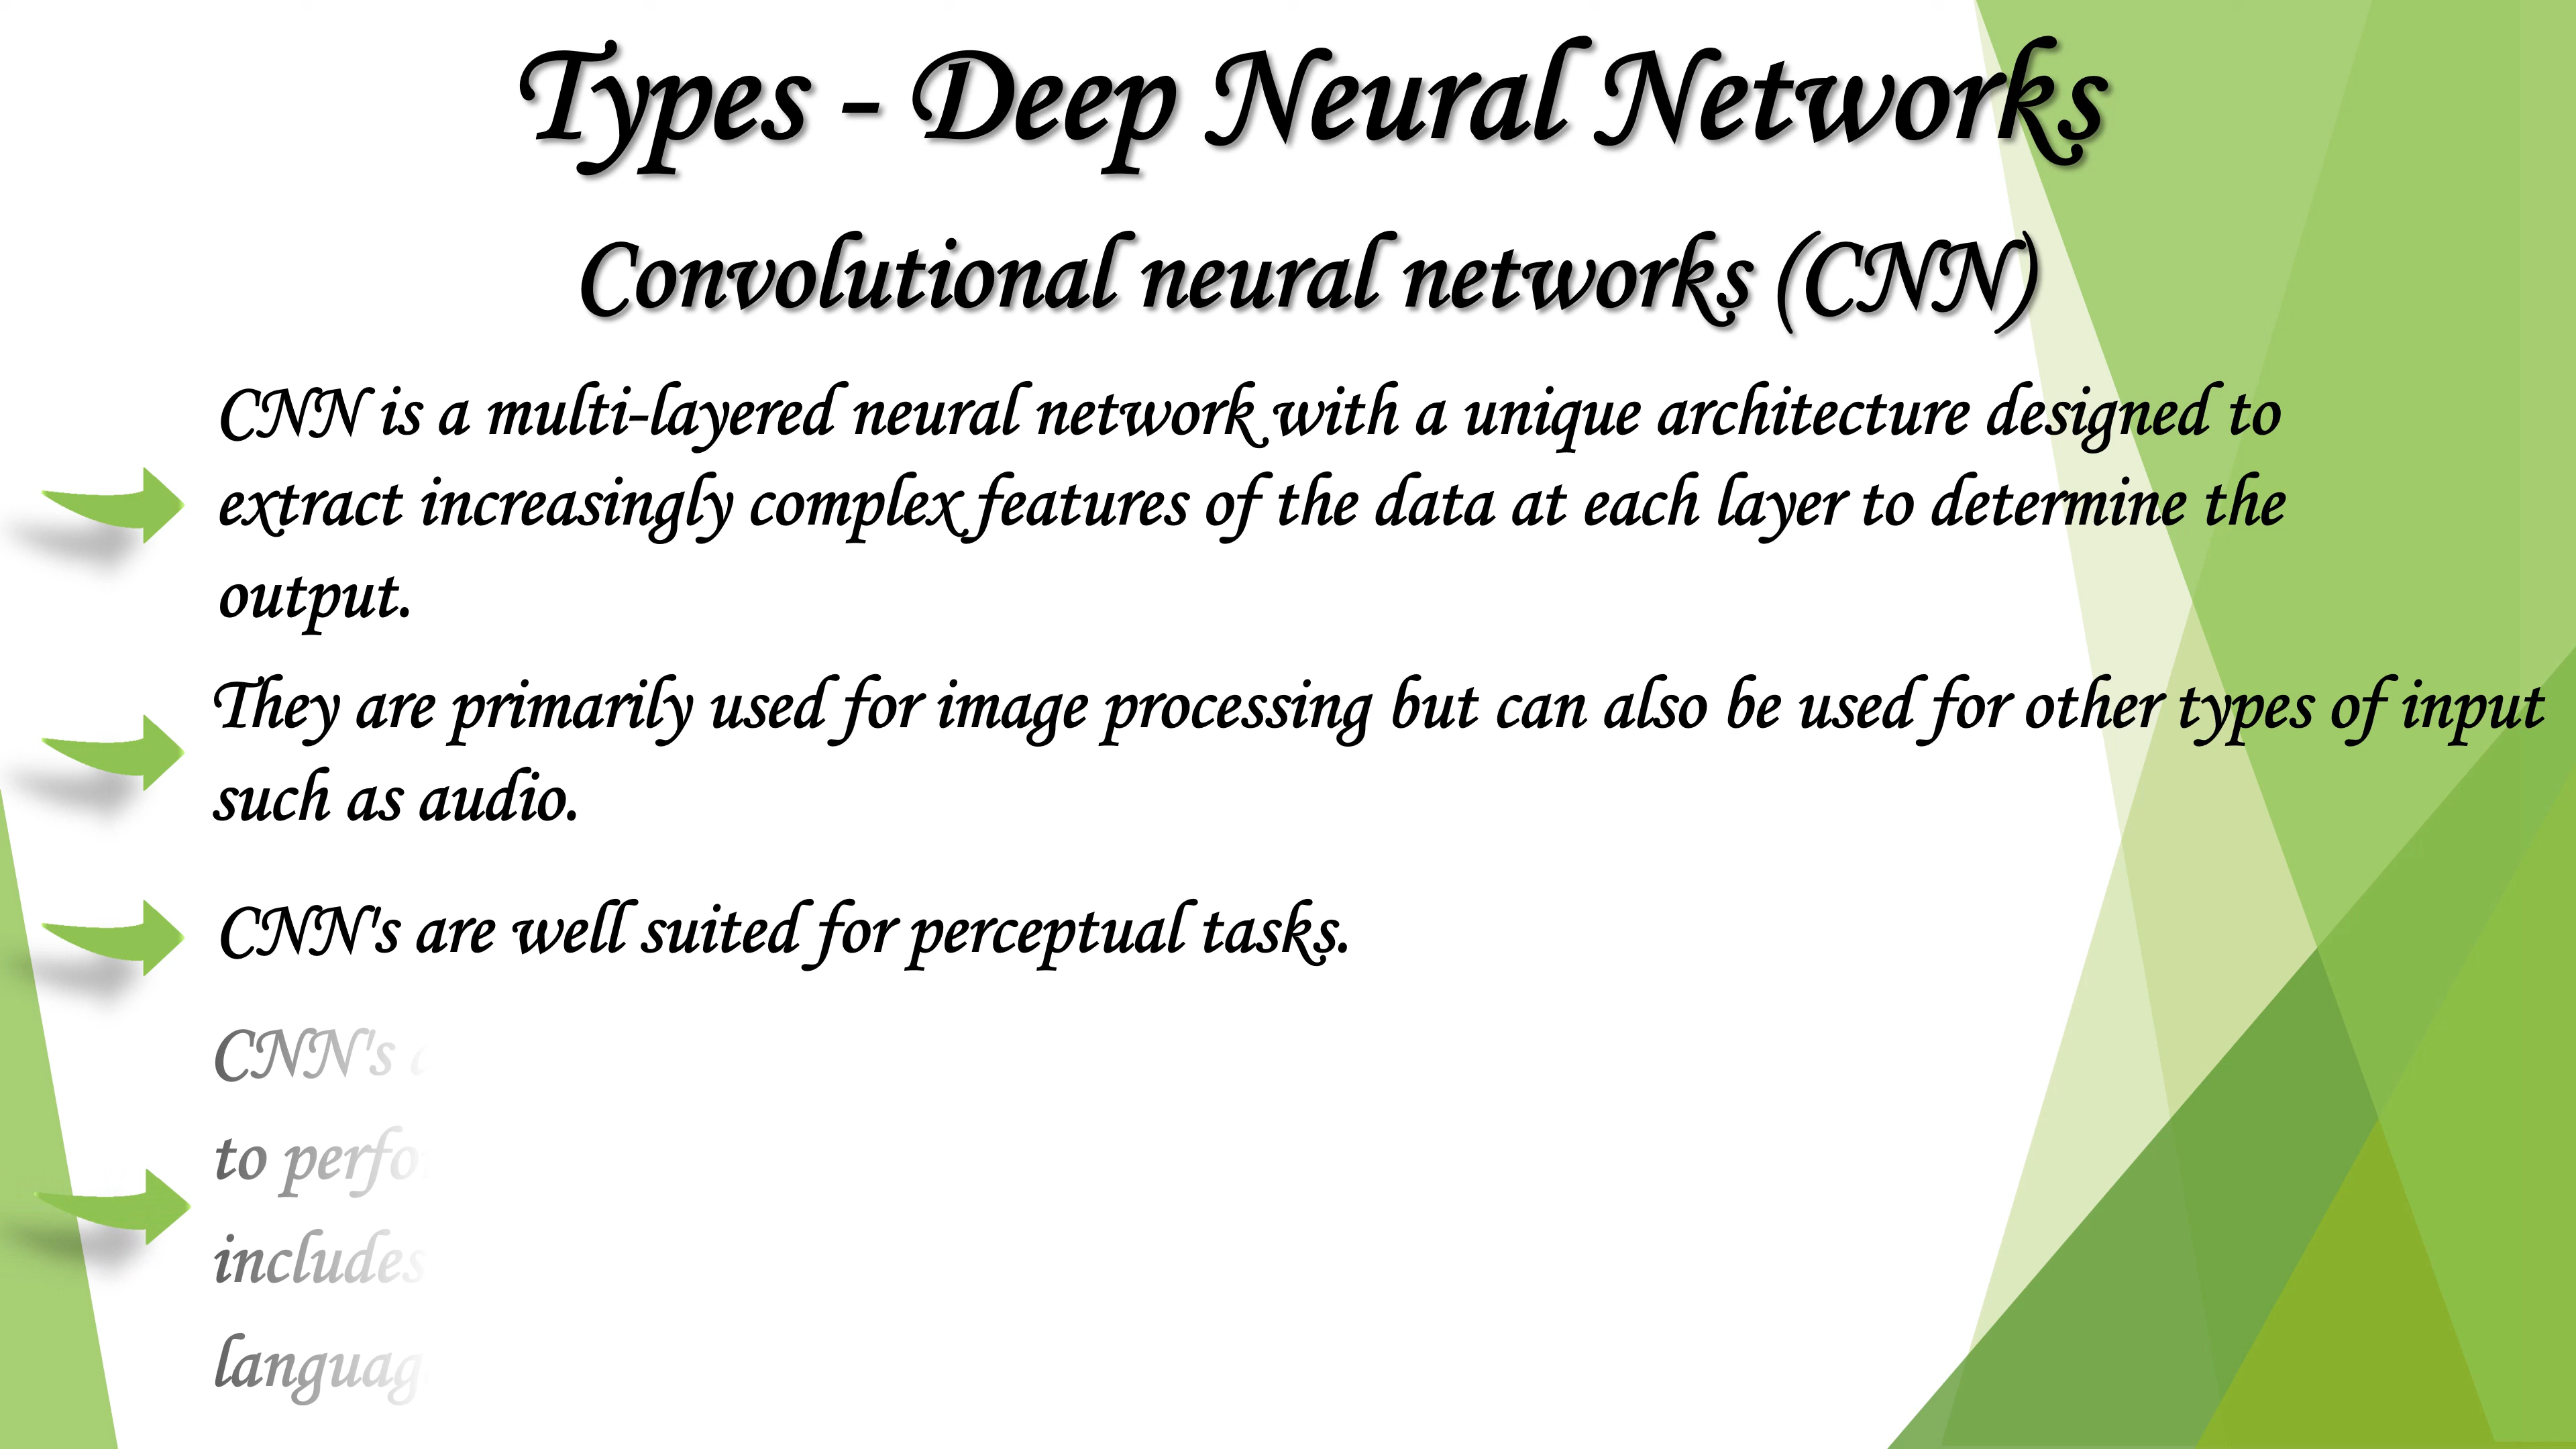 Types - Deep Neural Networks
Convolutional neural networks (CNN)
CNN is a multi-layered neural network with a unique architecture designed to
extract increasingly complex features of the data at each layer to determine the
output.
They are primarily used for image processing but can also be used for other types of input
such as audio.
CNN's are well suited for perceptual tasks.
CNN's
to
includes